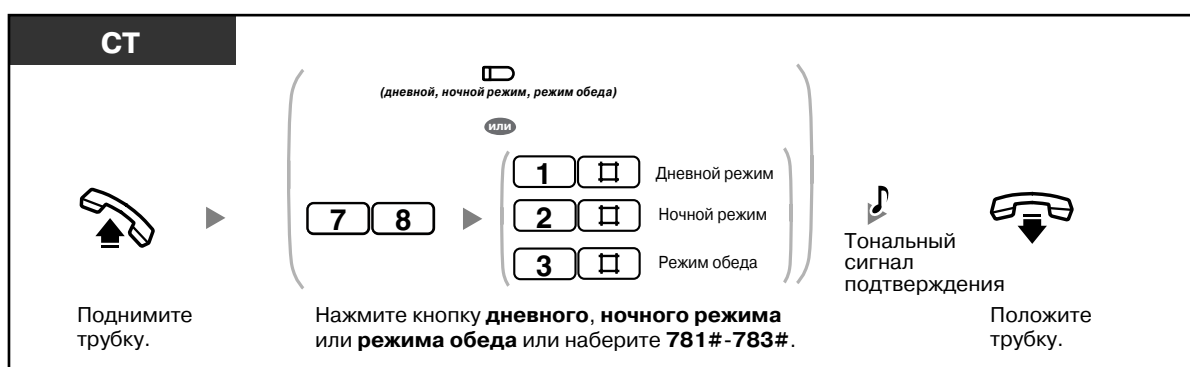 СТ
(дневной, ночной режим, режим обеда)
или
7 8
1 # Дневной режим
2 # Ночной режим
3 # Режим обеда
Тональный
сигнал
подтверждения
Поднимите
трубку.
Нажмите кнопку дневного, ночного режима
или режима обеда или наберите 781#-783#.
Положите
трубку.